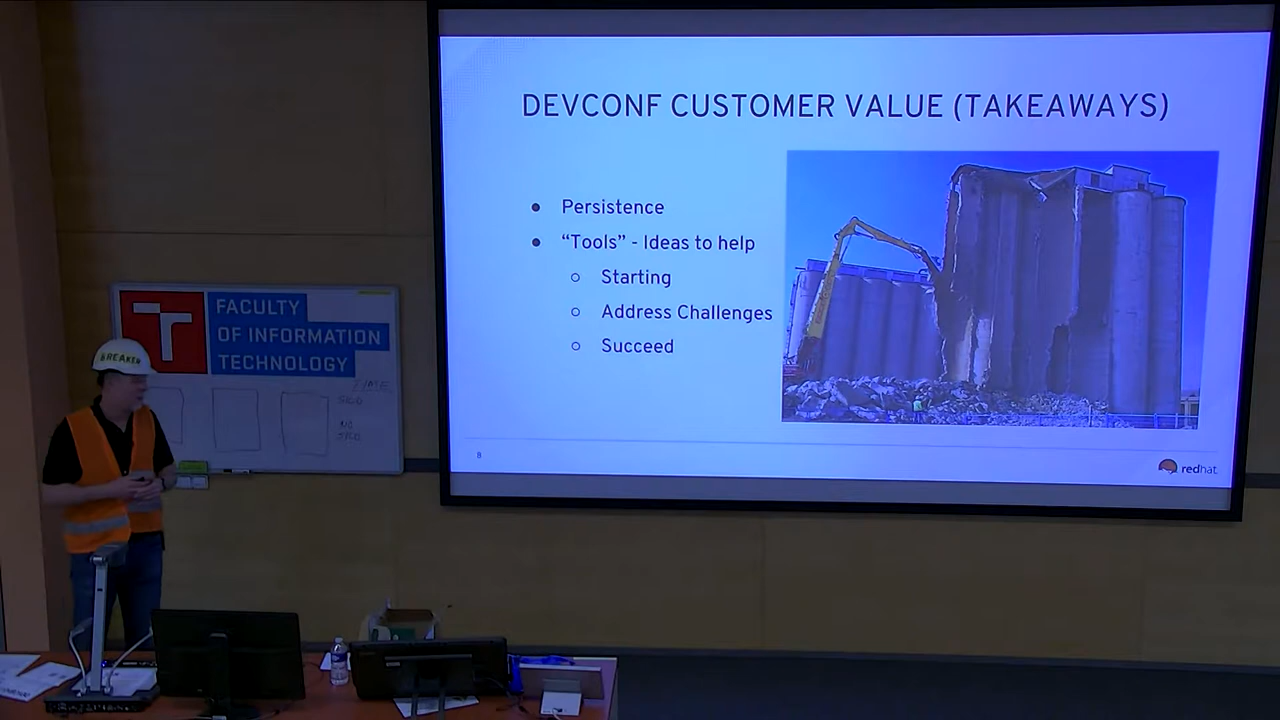 DEVCONF CUSTOMER VALUE (TAKEAWAYS)
● Persistence
● “Tools” - Ideas to help
○ Starting
○ Address Challenges
○ Succeed
8
redhat.
FACULTY
OF INFORMATION
TECHNOLOGY
TIME
BREAKER